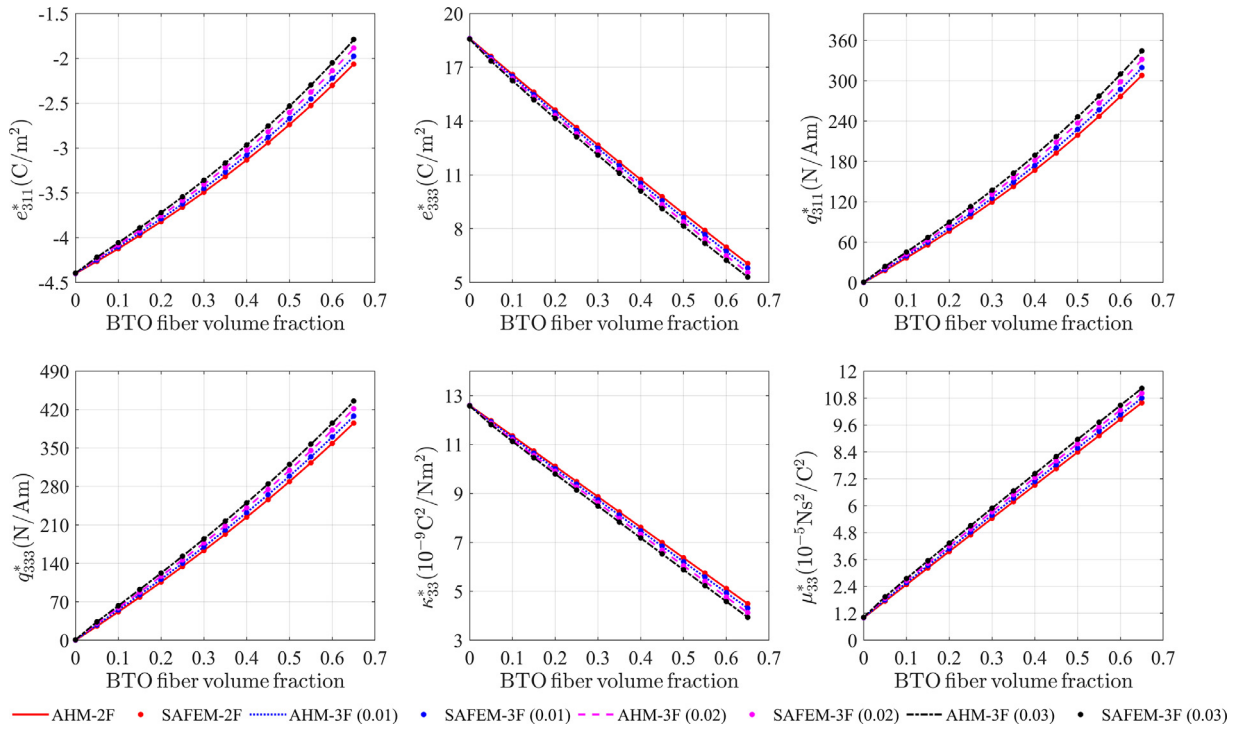 -1.5
-2
-2.5
-3
-3.5
-4
-4.5
e*311(C/m²)
0 0.1 0.2 0.3 0.4 0.5 0.6 0.7
BTO fiber volume fraction
20
17
14
11
8
5
e*333(C/m²)
0 0.1 0.2 0.3 0.4 0.5 0.6 0.7
BTO fiber volume fraction
360
300
240
180
120
60
0
q*311(N/Am)
0 0.1 0.2 0.3 0.4 0.5 0.6 0.7
BTO fiber volume fraction
490
420
350
280
210
140
70
0
q*333(N/Am)
0 0.1 0.2 0.3 0.4 0.5 0.6 0.7
BTO fiber volume fraction
13
11
9
7
5
3
κ*33(10⁻⁹C²/Nm²)
0 0.1 0.2 0.3 0.4 0.5 0.6 0.7
BTO fiber volume fraction
12
10.8
9.6
8.4
7.2
6
4.8
3.6
2.4
1.2
0
μ*33(10⁻⁵Ns²/C²)
0 0.1 0.2 0.3 0.4 0.5 0.6 0.7
BTO fiber volume fraction
AHM-2F SAFEM-2F AHM-3F (0.01) SAFEM-3F (0.01) AHM-3F (0.02) SAFEM-3F (0.02) AHM-3F (0.03) SAFEM-3F (0.03)